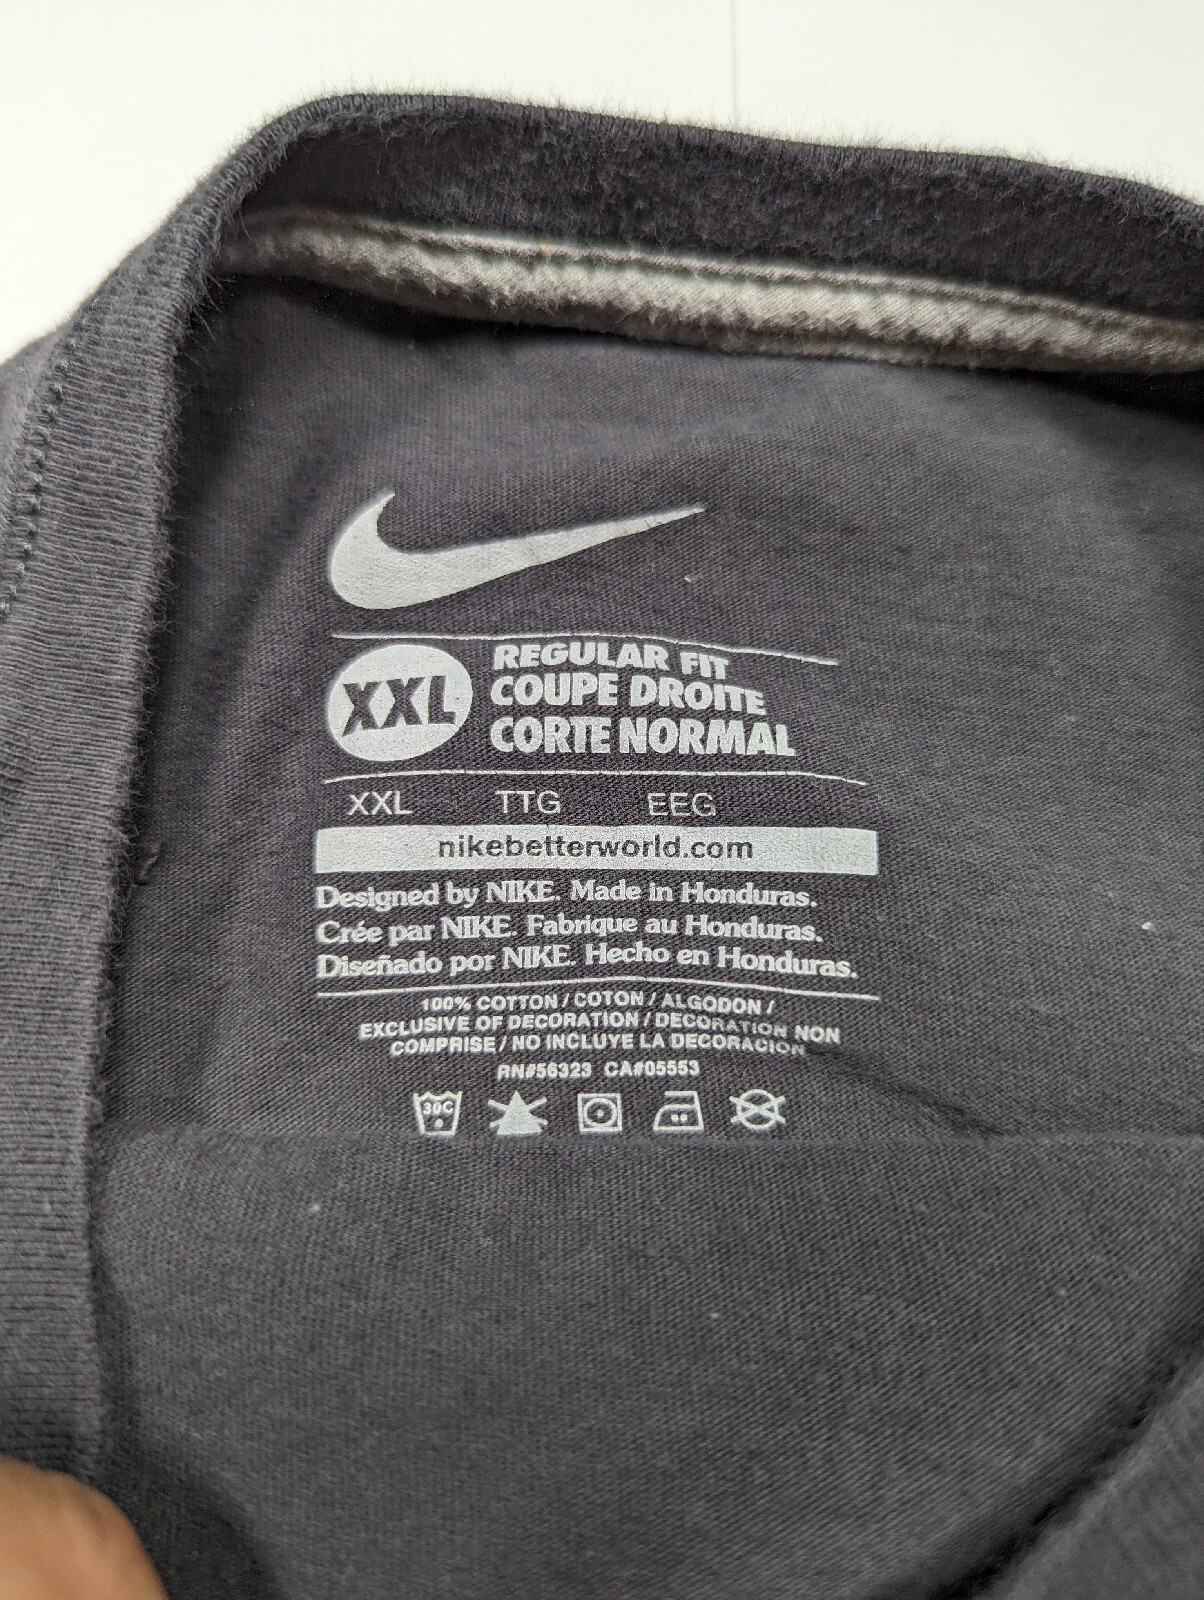 XXL
REGULAR FIT
COUPE DROITE
CORTE NORMAL
XXL TTG EEG
nikebetterworld.com
Designed by NIKE. Made in Honduras.
Crée par NIKE. Fabrique au Honduras.
Diseñado por NIKE. Hecho en Honduras.
100% COTTON / COTON / ALGODON /
EXCLUSIVE OF DECORATION / DECORATION NON
COMPRISE / NO INCLUYE LA DECORACION
RN#56323 CA#05553
30C